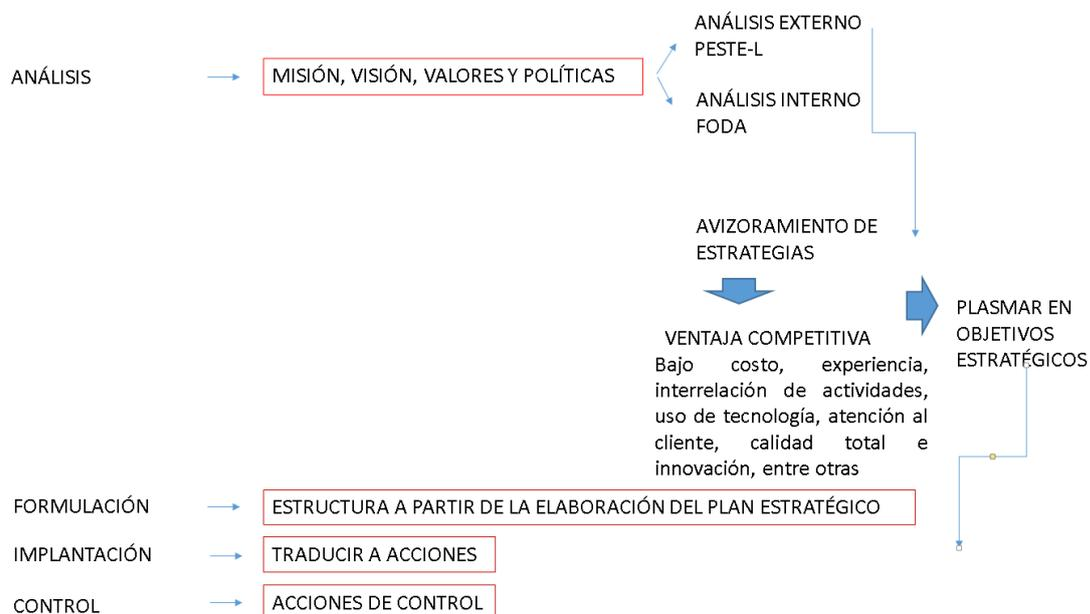 ANÁLISIS
MISIÓN, VISIÓN, VALORES Y POLÍTICAS
ANÁLISIS EXTERNO
PESTE-L
ANÁLISIS INTERNO
FODA
AVIZORAMIENTO DE
ESTRATEGIAS
PLASMAR EN
OBJETIVOS
ESTRATÉGICOS
VENTAJA COMPETITIVA
Bajo costo, experiencia,
interrelación de actividades,
uso de tecnología, atención al
cliente, calidad total e
innovación, entre otras
FORMULACIÓN
ESTRUCTURA A PARTIR DE LA ELABORACIÓN DEL PLAN ESTRATÉGICO
IMPLANTACIÓN
TRADUCIR A ACCIONES
CONTROL
ACCIONES DE CONTROL